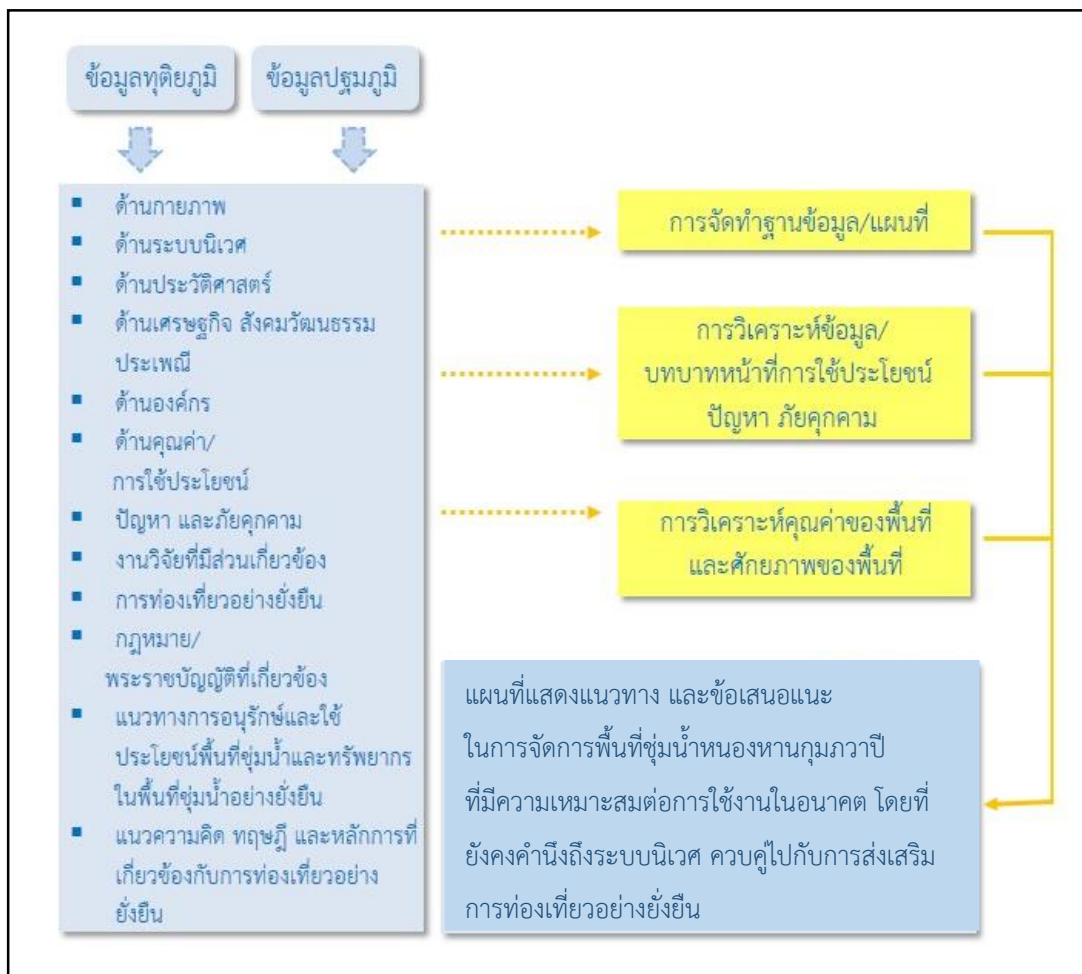 ข้อมูลทุติยภูมิ
ข้อมูลปฐมภูมิ
▪ ด้านกายภาพ
▪ ด้านระบบนิเวศ
▪ ด้านประวัติศาสตร์
▪ ด้านเศรษฐกิจ สังคมวัฒนธรรม
ประเพณี
▪ ด้านองค์กร
▪ ด้านคุณค่า/
การใช้ประโยชน์
▪ ปัญหา และภัยคุกคาม
▪ งานวิจัยที่มีส่วนเกี่ยวข้อง
▪ การท่องเที่ยวอย่างยั่งยืน
▪ กฎหมาย/
พระราชบัญญัติที่เกี่ยวข้อง
▪ แนวทางการอนุรักษ์และใช้
ประโยชน์พื้นที่ชุ่มน้ำและทรัพยากร
ในพื้นที่ชุ่มน้ำอย่างยั่งยืน
▪ แนวความคิด ทฤษฎี และหลักการที่
เกี่ยวข้องกับการท่องเที่ยวอย่าง
ยั่งยืน
การจัดทำฐานข้อมูล/แผนที่
การวิเคราะห์ข้อมูล/
บทบาทหน้าที่การใช้ประโยชน์
ปัญหา ภัยคุกคาม
การวิเคราะห์คุณค่าของพื้นที่
และศักยภาพของพื้นที่
แผนที่แสดงแนวทาง และข้อเสนอแนะ
ในการจัดการพื้นที่ชุ่มน้ำหนองหานกุมภวาปี
ที่มีความเหมาะสมต่อการใช้งานในอนาคต โดยที่
ยังคงคำนึงถึงระบบนิเวศ ควบคู่ไปกับการส่งเสริม
การท่องเที่ยวอย่างยั่งยืน